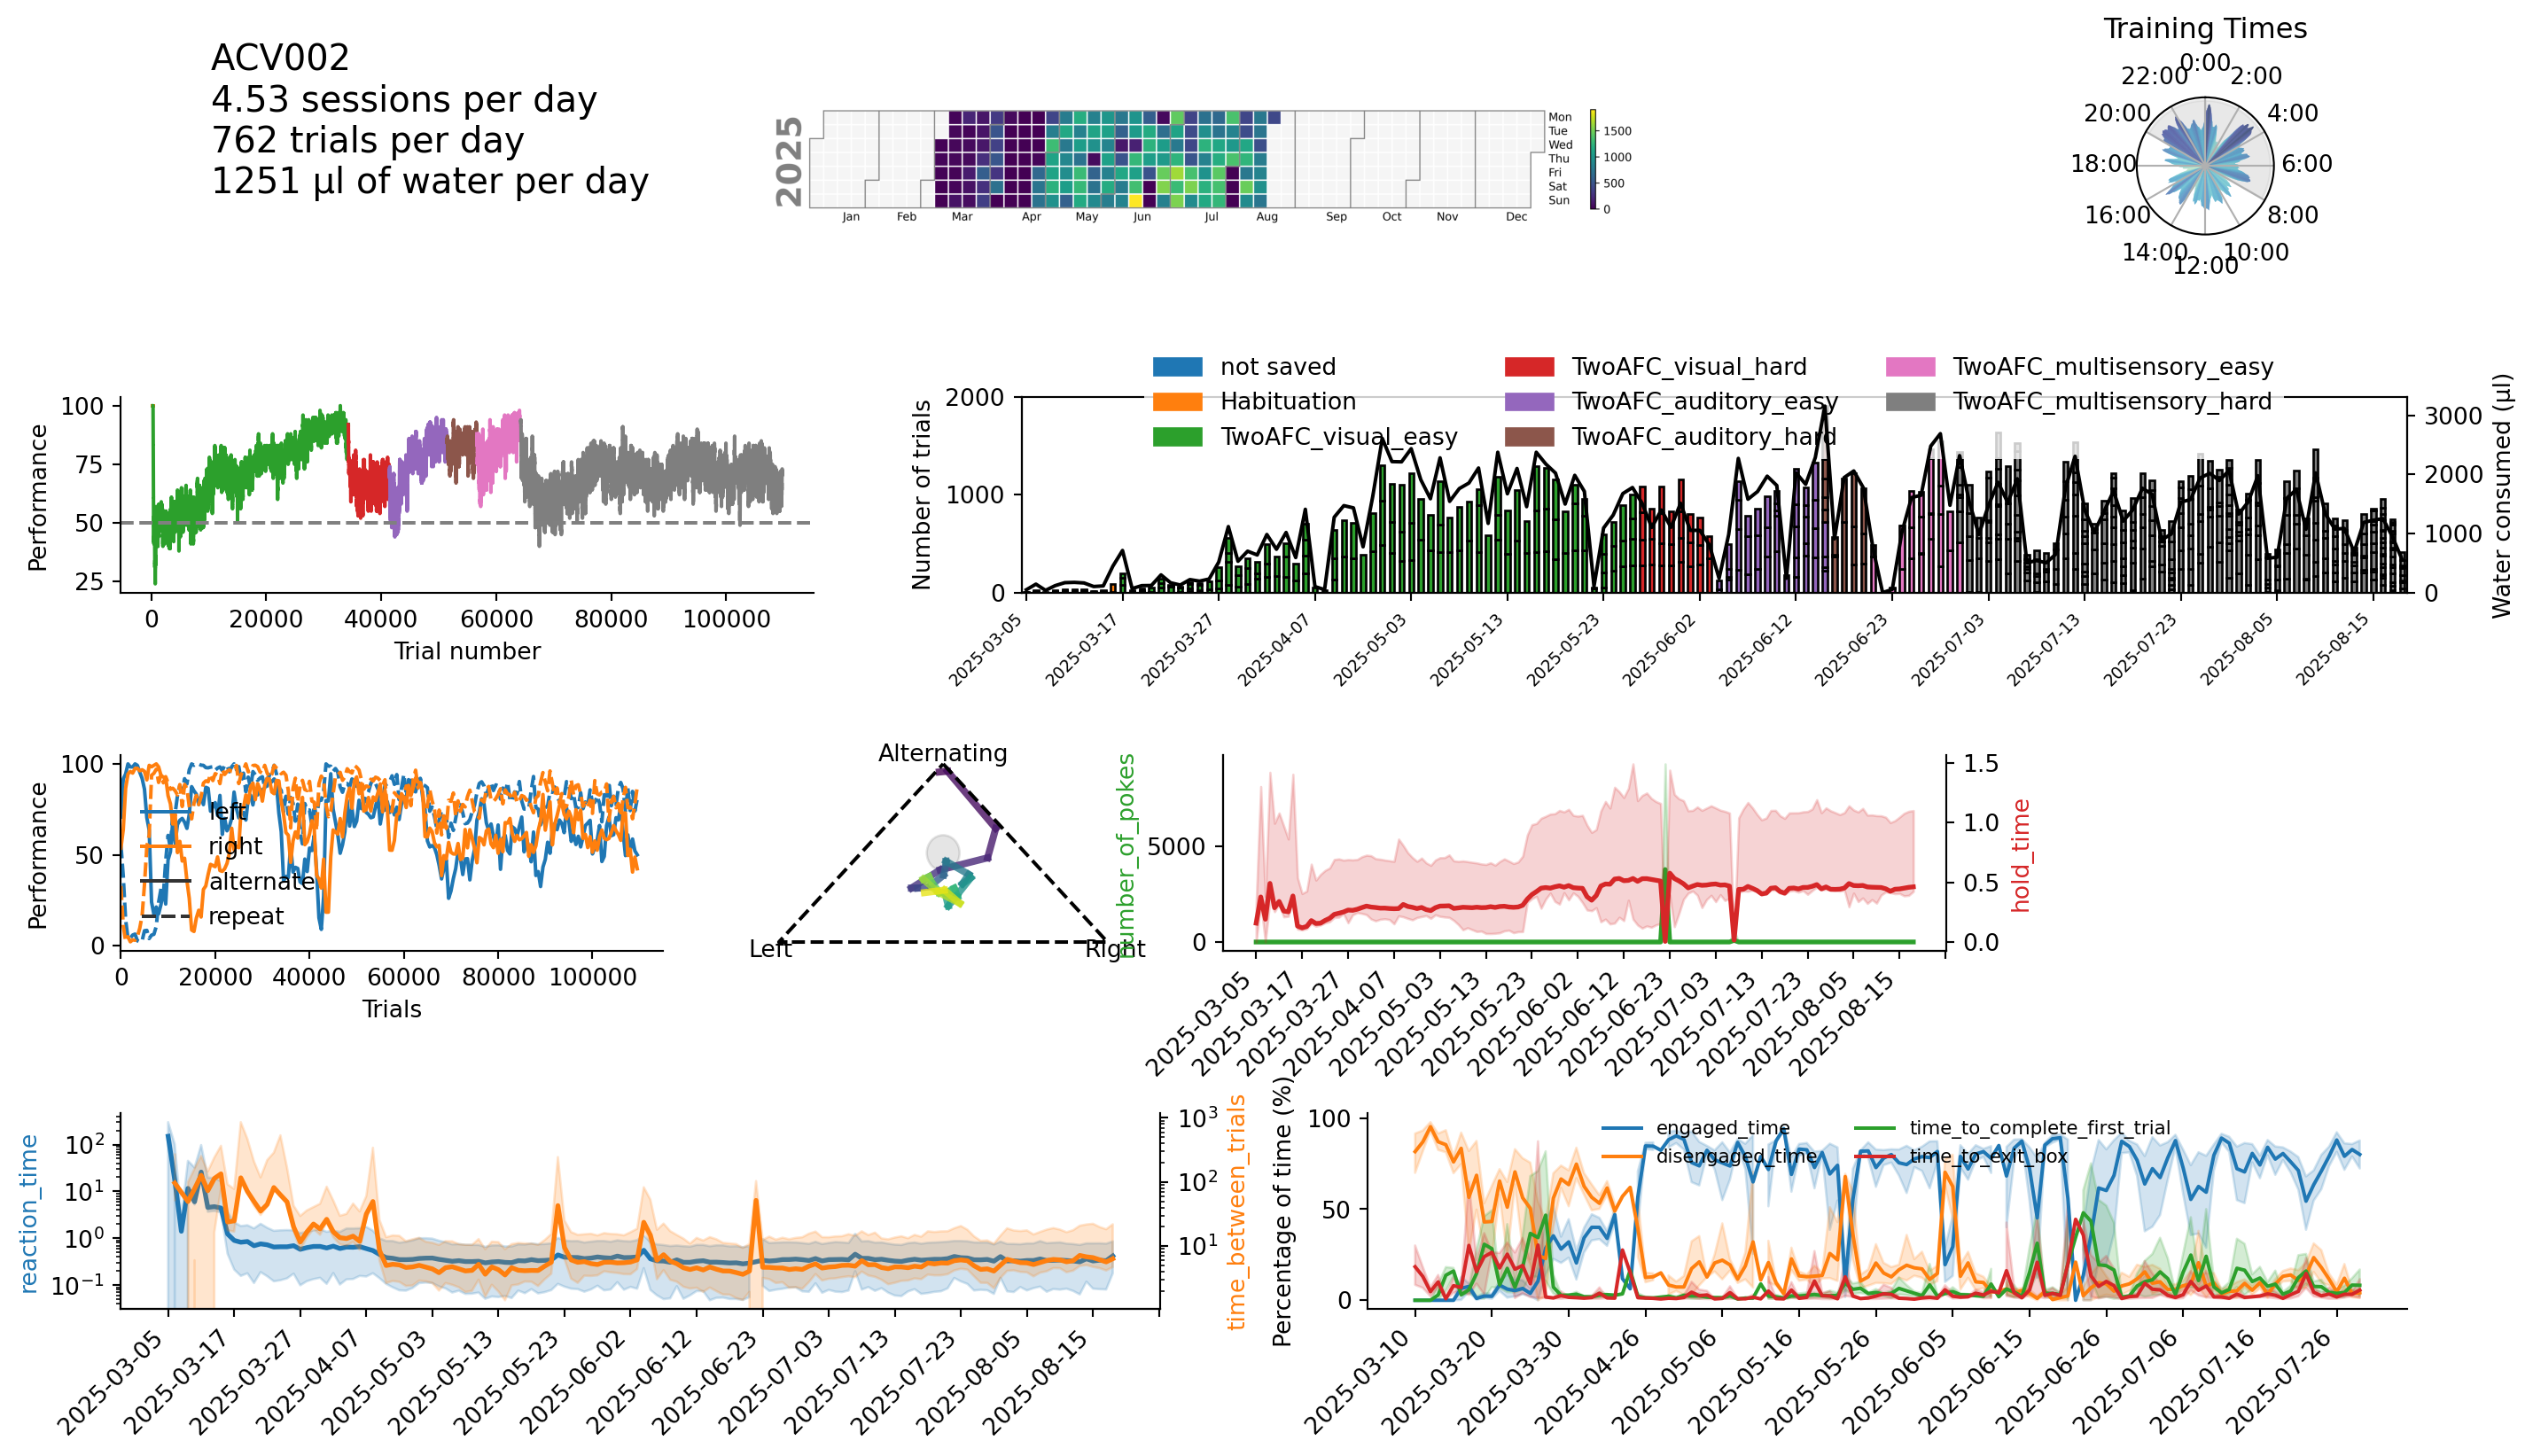 ACV002
4.53 sessions per day
762 trials per day
1251 µl of water per day
2025
Mon
Tue
Wed
Thu
Fri
Sat
Sun
Jan Feb Mar Apr May Jun Jul Aug Sep Oct Nov Dec
1500
1000
500
0
Training Times
0:00
2:00
4:00
6:00
8:00
10:00
12:00
14:00
16:00
18:00
20:00
22:00
Performance
100
75
50
25
0 20000 40000 60000 80000 100000
Trial number
not saved
Habituation
TwoAFC_visual_easy
TwoAFC_visual_hard
TwoAFC_auditory_easy
TwoAFC_auditory_hard
TwoAFC_multisensory_easy
TwoAFC_multisensory_hard
Number of trials
2000
1000
0
Water consumed (µl)
3000
2000
1000
0
2025-03-05 2025-03-17 2025-03-27 2025-04-07 2025-05-03 2025-05-13 2025-05-23 2025-06-02 2025-06-12 2025-06-23 2025-07-03 2025-07-13 2025-07-23 2025-08-05 2025-08-15
Performance
100
50
0
left
right
alternate
repeat
0 20000 40000 60000 80000 100000
Trials
Alternating
Left
Right
number_of_pokes
5000
0
hold_time
1.5
1.0
0.5
0.0
2025-03-05 2025-03-17 2025-03-27 2025-04-07 2025-05-03 2025-05-13 2025-05-23 2025-06-02 2025-06-12 2025-06-23 2025-07-03 2025-07-13 2025-07-23 2025-08-05 2025-08-15
reaction_time
10²
10¹
10⁰
10⁻¹
time_between_trials
10³
10²
10¹
2025-03-05 2025-03-17 2025-03-27 2025-04-07 2025-05-03 2025-05-13 2025-05-23 2025-06-02 2025-06-12 2025-06-23 2025-07-03 2025-07-13 2025-07-23 2025-08-05 2025-08-15
Percentage of time (%)
100
50
0
engaged_time
disengaged_time
time_to_complete_first_trial
time_to_exit_box
2025-03-10 2025-03-20 2025-03-30 2025-04-26 2025-05-06 2025-05-16 2025-05-26 2025-06-05 2025-06-15 2025-06-26 2025-07-06 2025-07-16 2025-07-26